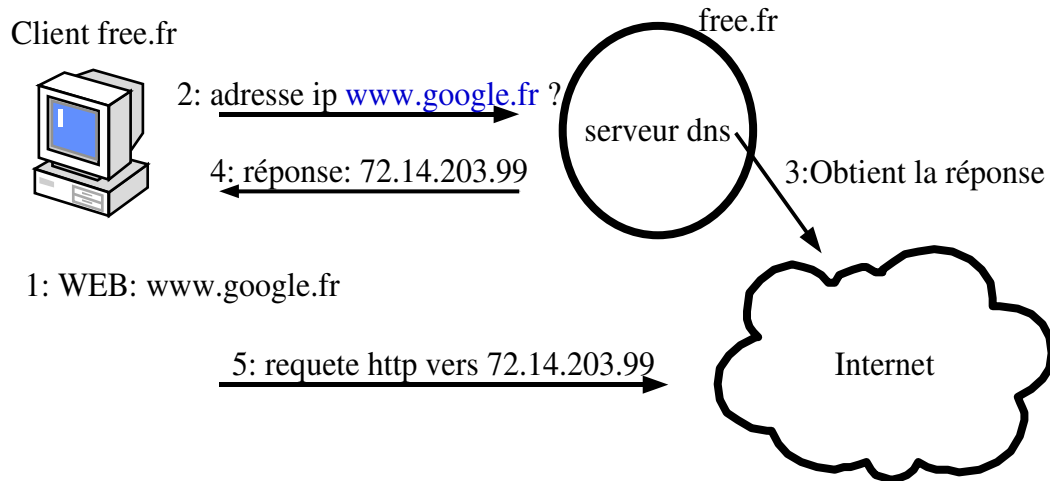 Client free.fr
free.fr
2: adresse ip www.google.fr ?
serveur dns
4: réponse: 72.14.203.99
3:Obtient la réponse
1: WEB: www.google.fr
5: requete http vers 72.14.203.99
Internet